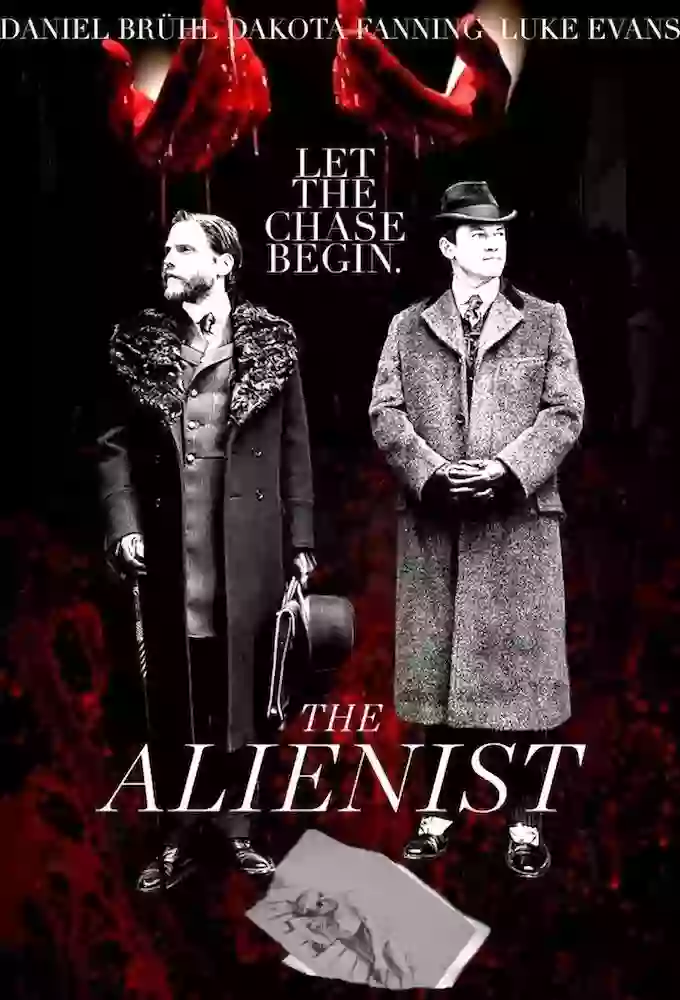 DANIEL BRÜHL DAKOTA FANNING LUKE EVANS
LET
THE
CHASE
BEGIN.
THE
ALIENIST